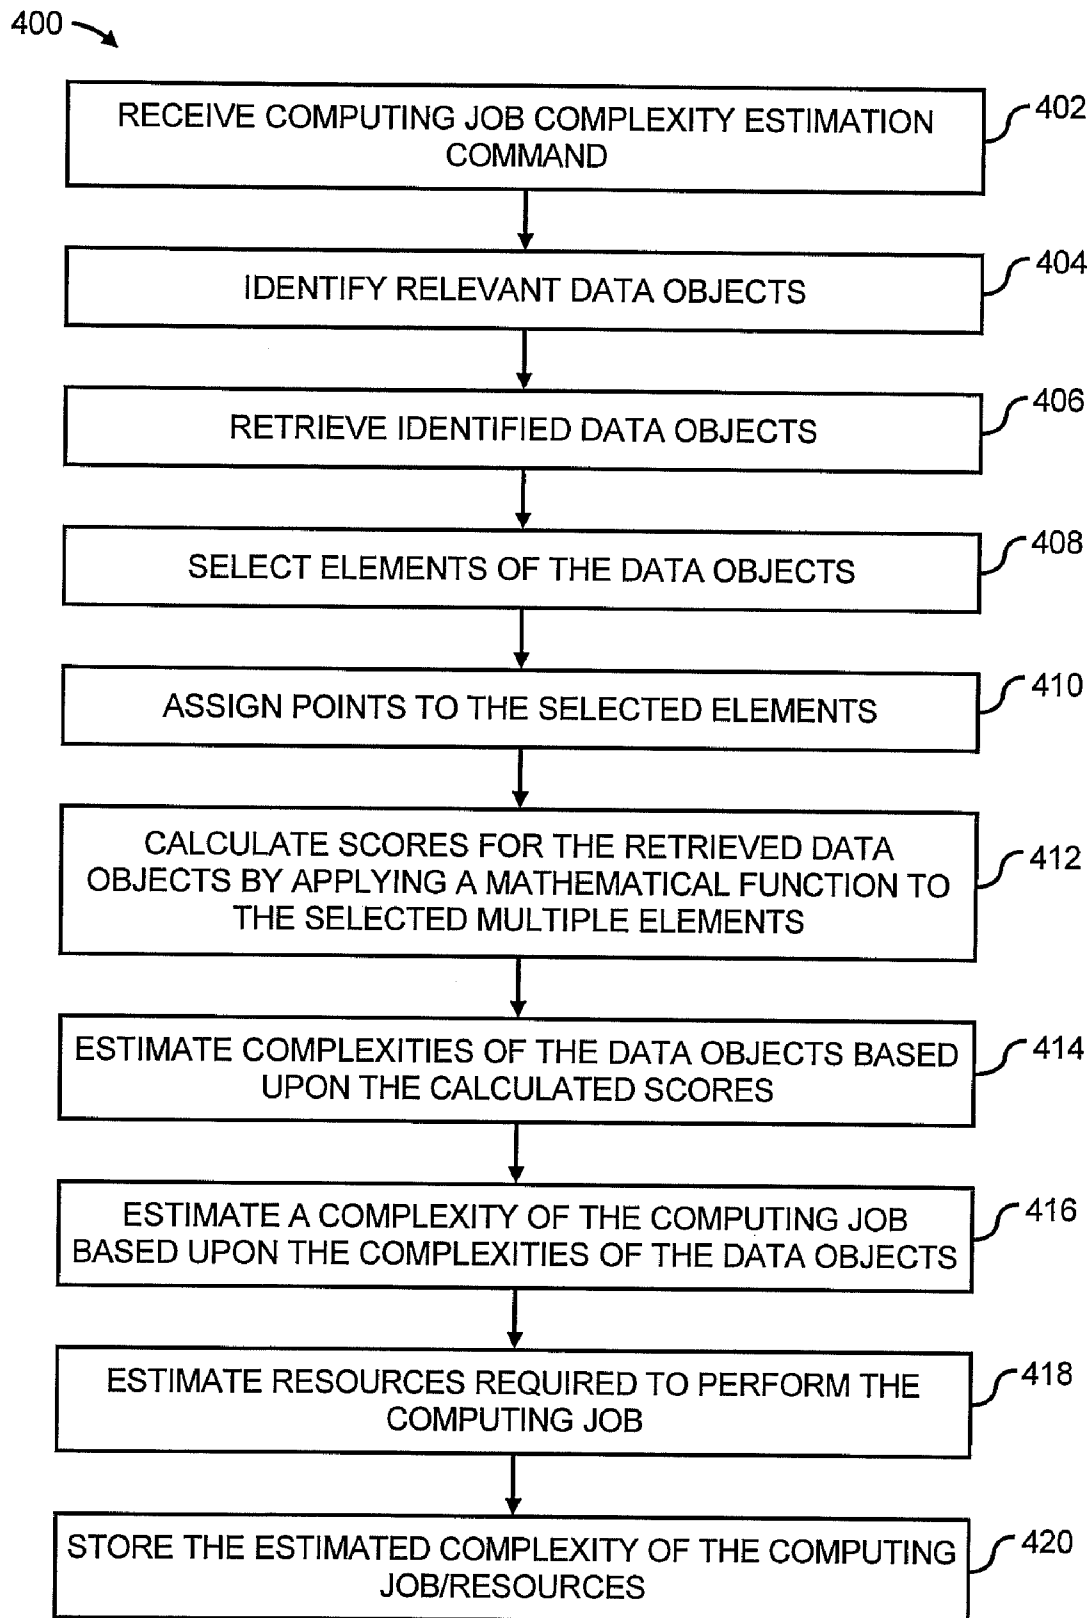 400
RECEIVE COMPUTING JOB COMPLEXITY ESTIMATION
COMMAND
402
IDENTIFY RELEVANT DATA OBJECTS
404
RETRIEVE IDENTIFIED DATA OBJECTS
406
SELECT ELEMENTS OF THE DATA OBJECTS
408
ASSIGN POINTS TO THE SELECTED ELEMENTS
410
CALCULATE SCORES FOR THE RETRIEVED DATA
OBJECTS BY APPLYING A MATHEMATICAL FUNCTION TO
THE SELECTED MULTIPLE ELEMENTS
412
ESTIMATE COMPLEXITIES OF THE DATA OBJECTS BASED
UPON THE CALCULATED SCORES
414
ESTIMATE A COMPLEXITY OF THE COMPUTING JOB
BASED UPON THE COMPLEXITIES OF THE DATA OBJECTS
416
ESTIMATE RESOURCES REQUIRED TO PERFORM THE
COMPUTING JOB
418
STORE THE ESTIMATED COMPLEXITY OF THE COMPUTING
JOB/RESOURCES
420